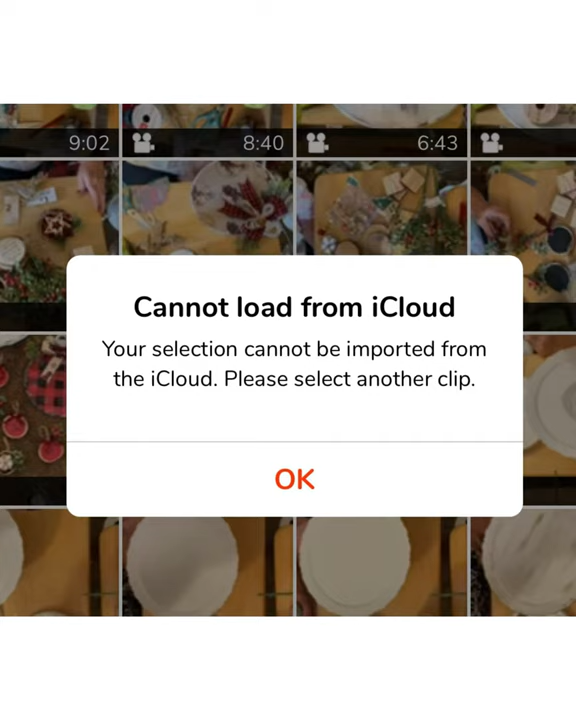 9:02
8:40
6:43
Cannot load from iCloud
Your selection cannot be imported from
the iCloud. Please select another clip.
OK